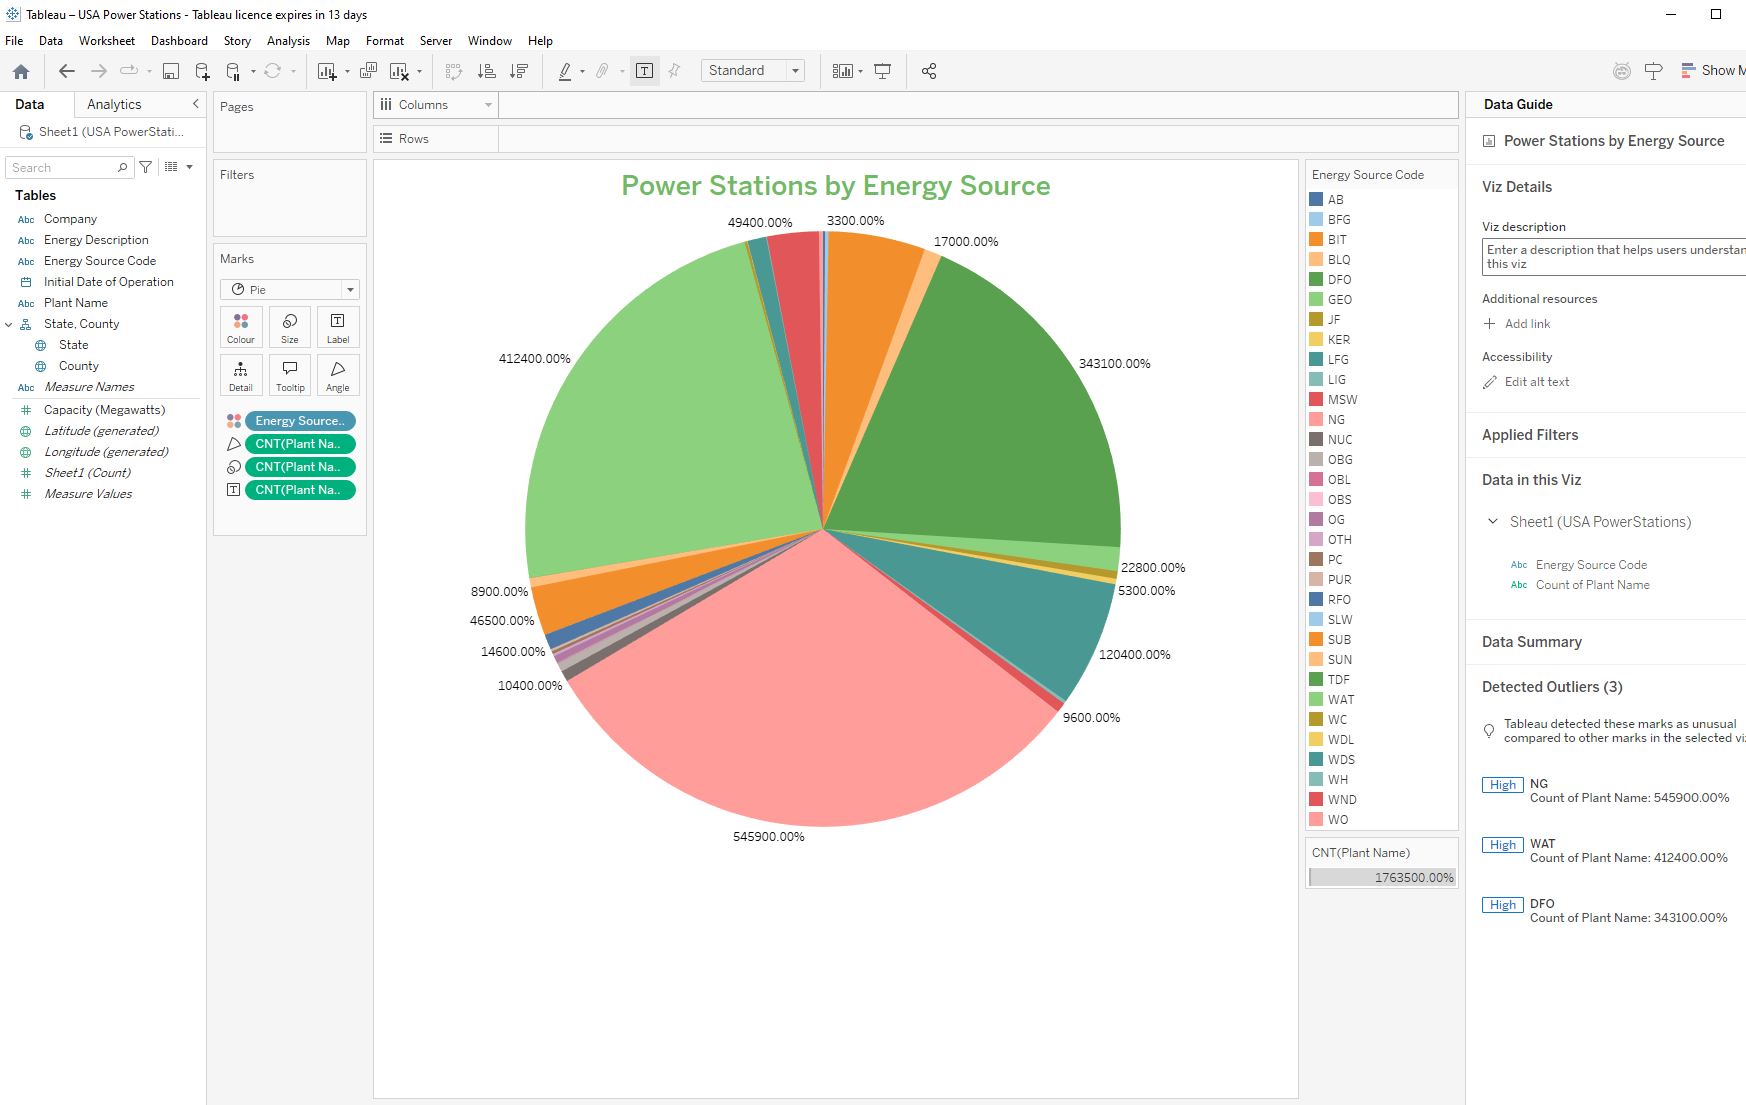 Tableau – USA Power Stations - Tableau licence expires in 13 days
File Data Worksheet Dashboard Story Analysis Map Format Server Window Help
Standard
Show M
Data Analytics
Sheet1 (USA PowerStati...
Search
Tables
Abc Company
Abc Energy Description
Abc Energy Source Code
Initial Date of Operation
Abc Plant Name
State, County
State
County
Abc Measure Names
# Capacity (Megawatts)
Latitude (generated)
Longitude (generated)
# Sheet1 (Count)
# Measure Values
Pages
Filters
Marks
Pie
Colour Size Label
Detail Tooltip Angle
Energy Source..
CNT(Plant Na..
CNT(Plant Na..
CNT(Plant Na..
Columns
Rows
Power Stations by Energy Source
49400.00% 3300.00%
17000.00%
412400.00%
343100.00%
22800.00%
8900.00%
5300.00%
46500.00%
14600.00%
120400.00%
10400.00%
9600.00%
545900.00%
Energy Source Code
AB
BFG
BIT
BLQ
DFO
GEO
JF
KER
LFG
LIG
MSW
NG
NUC
OBG
OBL
OBS
OG
OTH
PC
PUR
RFO
SLW
SUB
SUN
TDF
WAT
WC
WDL
WDS
WH
WND
WO
CNT(Plant Name)
1763500.00%
Data Guide
Power Stations by Energy Source
Viz Details
Viz description
Enter a description that helps users understan
this viz
Additional resources
Add link
Accessibility
Edit alt text
Applied Filters
Data in this Viz
Sheet1 (USA PowerStations)
Abc Energy Source Code
Abc Count of Plant Name
Data Summary
Detected Outliers (3)
Tableau detected these marks as unusual
compared to other marks in the selected vi
High NG
Count of Plant Name: 545900.00%
High WAT
Count of Plant Name: 412400.00%
High DFO
Count of Plant Name: 343100.00%